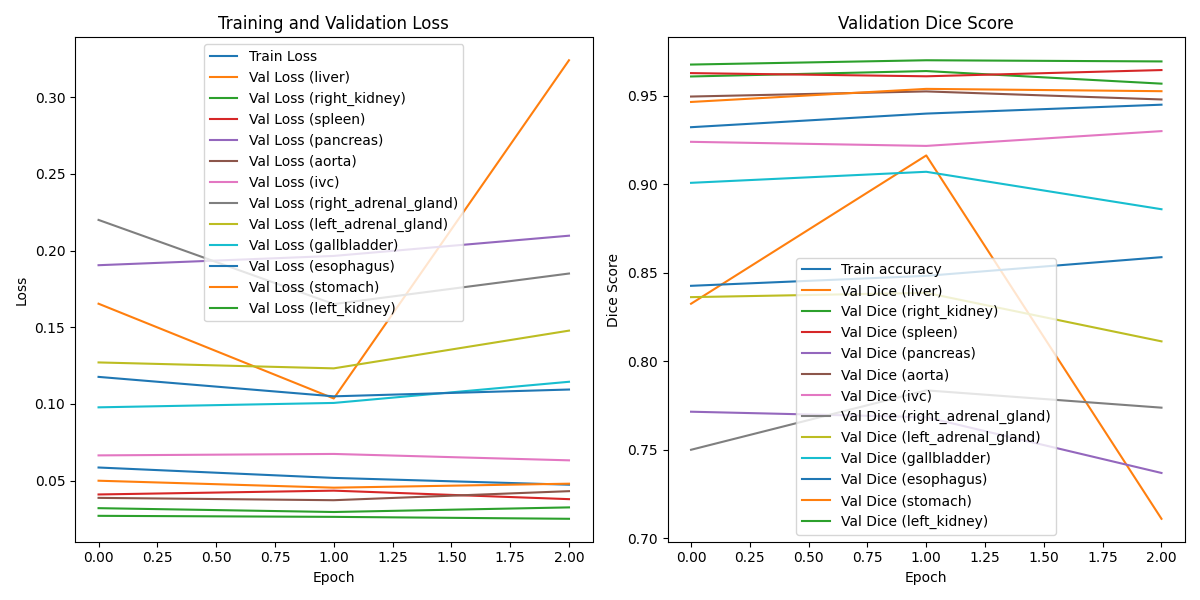 Training and Validation Loss
Loss
0.30
0.25
0.20
0.15
0.10
0.05
Train Loss
Val Loss (liver)
Val Loss (right_kidney)
Val Loss (spleen)
Val Loss (pancreas)
Val Loss (aorta)
Val Loss (ivc)
Val Loss (right_adrenal_gland)
Val Loss (left_adrenal_gland)
Val Loss (gallbladder)
Val Loss (esophagus)
Val Loss (stomach)
Val Loss (left_kidney)
0.00 0.25 0.50 0.75 1.00 1.25 1.50 1.75 2.00
Epoch
Validation Dice Score
Dice Score
0.95
0.90
0.85
0.80
0.75
0.70
Train accuracy
Val Dice (liver)
Val Dice (right_kidney)
Val Dice (spleen)
Val Dice (pancreas)
Val Dice (aorta)
Val Dice (ivc)
Val Dice (right_adrenal_gland)
Val Dice (left_adrenal_gland)
Val Dice (gallbladder)
Val Dice (esophagus)
Val Dice (stomach)
Val Dice (left_kidney)
0.00 0.25 0.50 0.75 1.00 1.25 1.50 1.75 2.00
Epoch